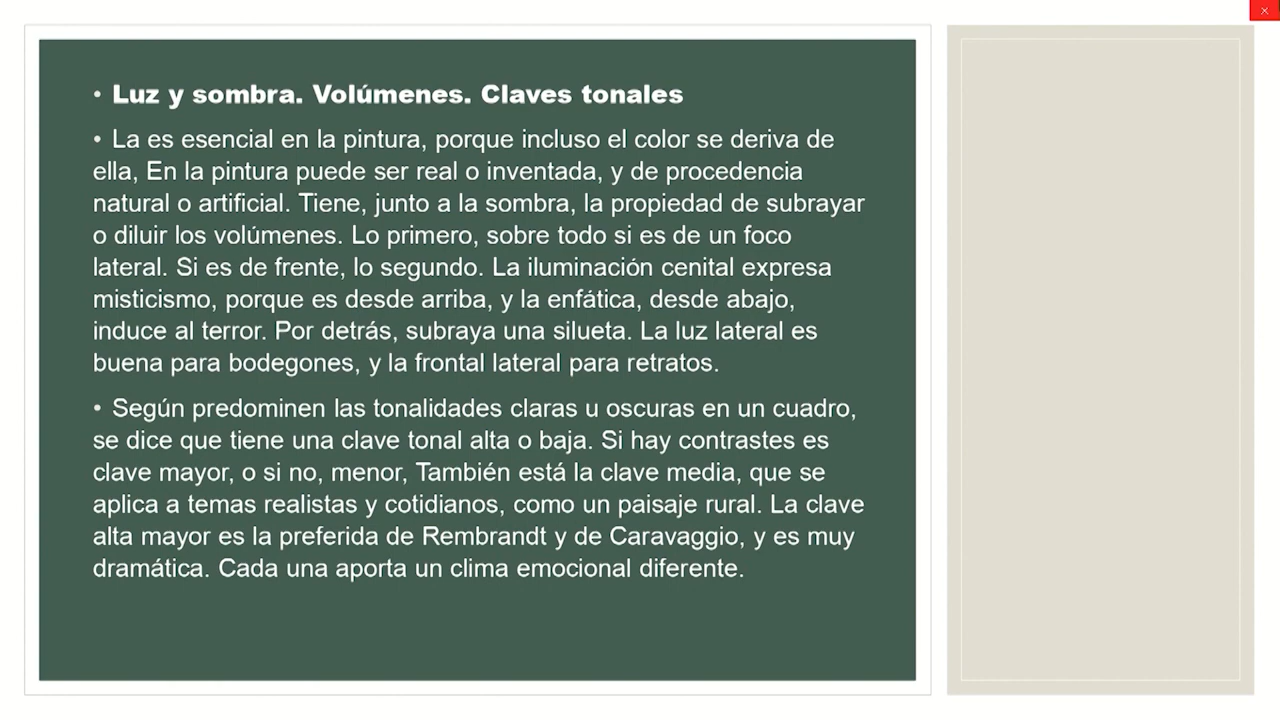 • Luz y sombra. Volúmenes. Claves tonales
• La es esencial en la pintura, porque incluso el color se deriva de
ella, En la pintura puede ser real o inventada, y de procedencia
natural o artificial. Tiene, junto a la sombra, la propiedad de subrayar
o diluir los volúmenes. Lo primero, sobre todo si es de un foco
lateral. Si es de frente, lo segundo. La iluminación cenital expresa
misticismo, porque es desde arriba, y la enfática, desde abajo,
induce al terror. Por detrás, subraya una silueta. La luz lateral es
buena para bodegones, y la frontal lateral para retratos.
• Según predominen las tonalidades claras u oscuras en un cuadro,
se dice que tiene una clave tonal alta o baja. Si hay contrastes es
clave mayor, o si no, menor, También está la clave media, que se
aplica a temas realistas y cotidianos, como un paisaje rural. La clave
alta mayor es la preferida de Rembrandt y de Caravaggio, y es muy
dramática. Cada una aporta un clima emocional diferente.